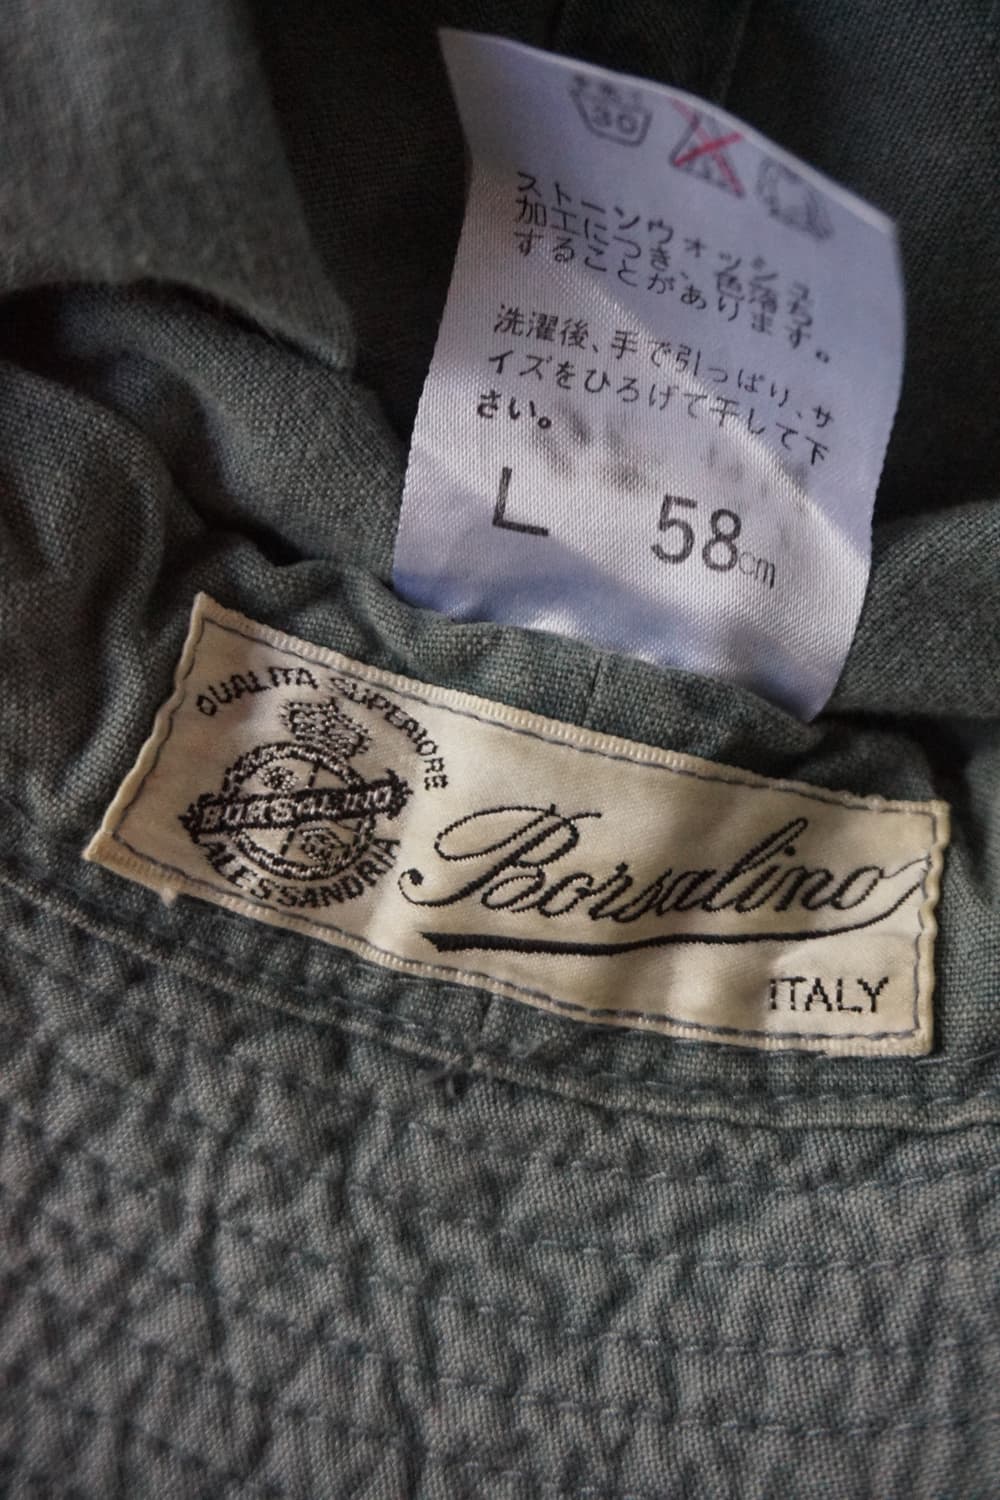 30
ストーンウォッシュ
加工につき、色落ち
することがあります。
洗濯後、手で引っぱり、サ
イズをひろげて干して下
さい。
L 58cm
QUALITA SUPERIORE
BORSALINO
ALESSANDRIA
Borsalino
ITALY